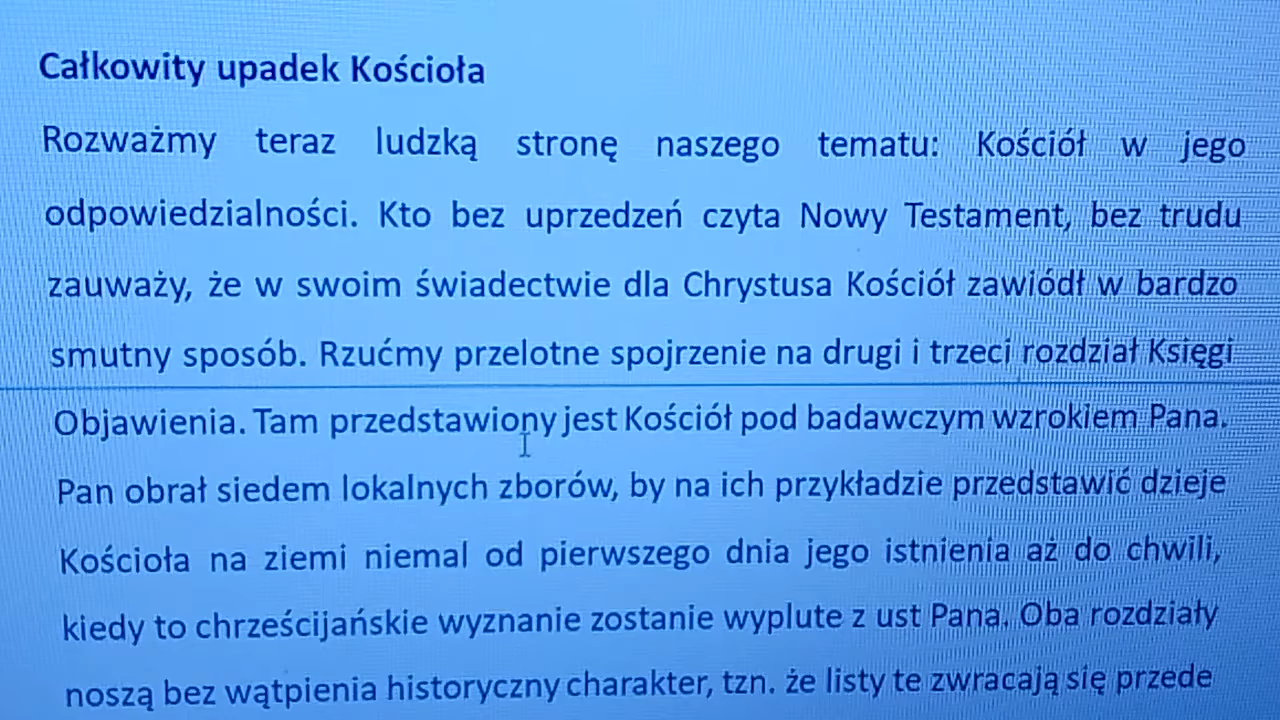 Całkowity upadek Kościoła
Rozważmy teraz ludzką stronę naszego tematu: Kościół w jego
odpowiedzialności. Kto bez uprzedzeń czyta Nowy Testament, bez trudu
zauważy, że w swoim świadectwie dla Chrystusa Kościół zawiódł w bardzo
smutny sposób. Rzućmy przelotne spojrzenie na drugi i trzeci rozdział Księgi
Objawienia. Tam przedstawiony jest Kościół pod badawczym wzrokiem Pana.
Pan obrał siedem lokalnych zborów, by na ich przykładzie przedstawić dzieje
Kościoła na ziemi niemal od pierwszego dnia jego istnienia aż do chwili,
kiedy to chrześcijańskie wyznanie zostanie wyplute z ust Pana. Oba rozdziały
noszą bez wątpienia historyczny charakter, tzn. że listy te zwracają się przede